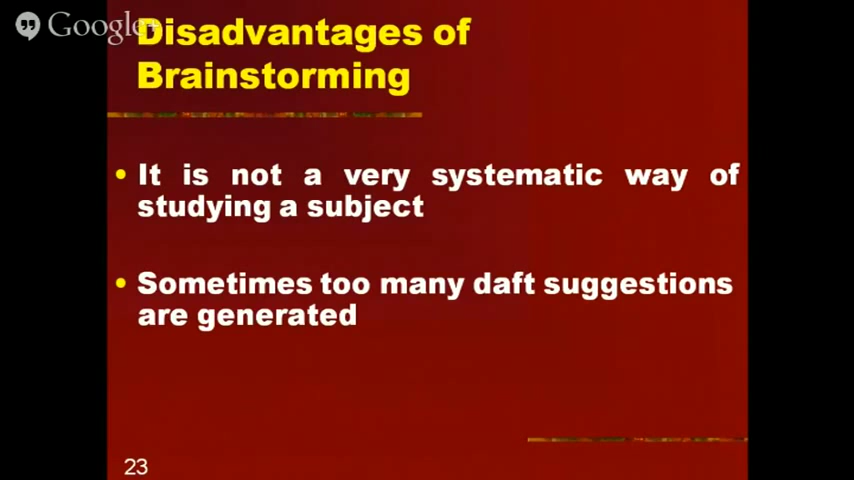 Google+
Disadvantages of
Brainstorming
• It is not a very systematic way of
studying a subject
• Sometimes too many daft suggestions
are generated
23